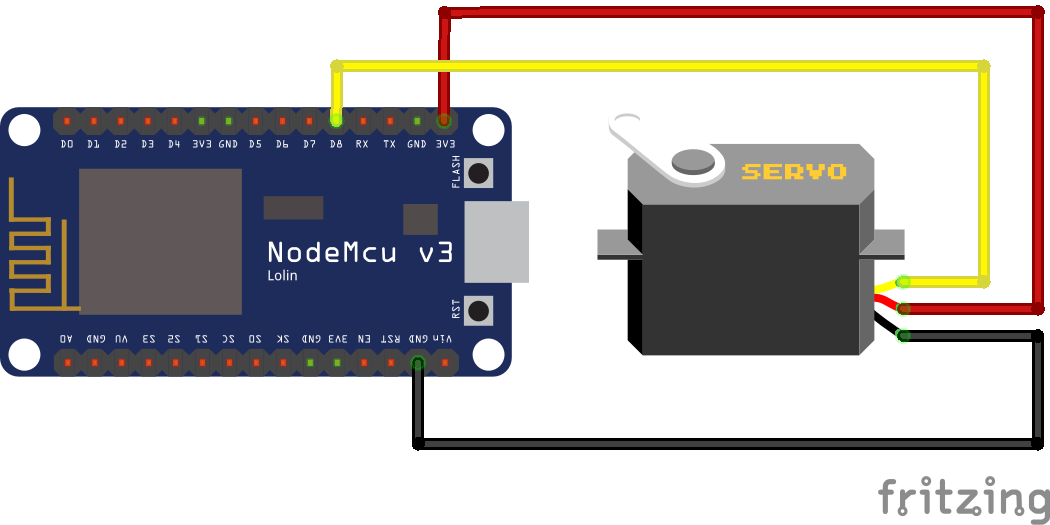 D0 D1 D2 D3 D4 3V3 GND D5 D6 D7 D8 RX TX GND 3V3
FLASH
SERVO
NodeMcu v3
Lolin
RST
A0 GND VU S3 S2 S1 SC SO SK GND 3V3 EN RST GND Vin
fritzing